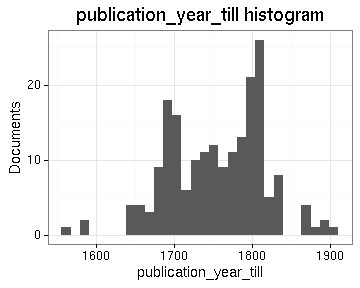 publication_year_till histogram
Documents
20
10
0
1600 1700 1800 1900
publication_year_till